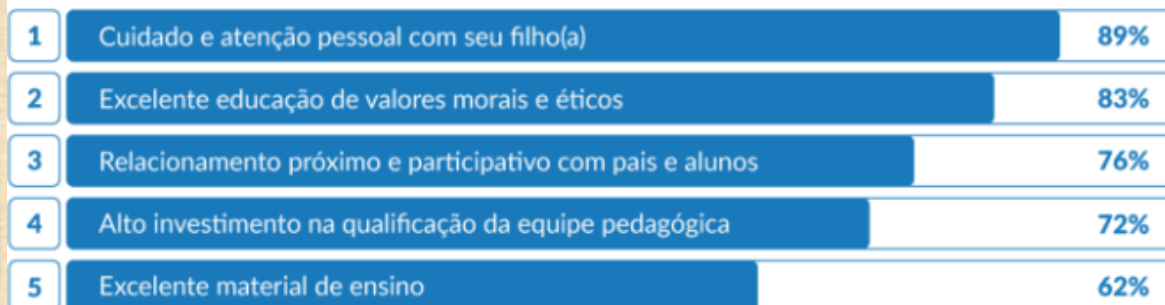 1 Cuidado e atenção pessoal com seu filho(a) 89%
2 Excelente educação de valores morais e éticos 83%
3 Relacionamento próximo e participativo com pais e alunos 76%
4 Alto investimento na qualificação da equipe pedagógica 72%
5 Excelente material de ensino 62%